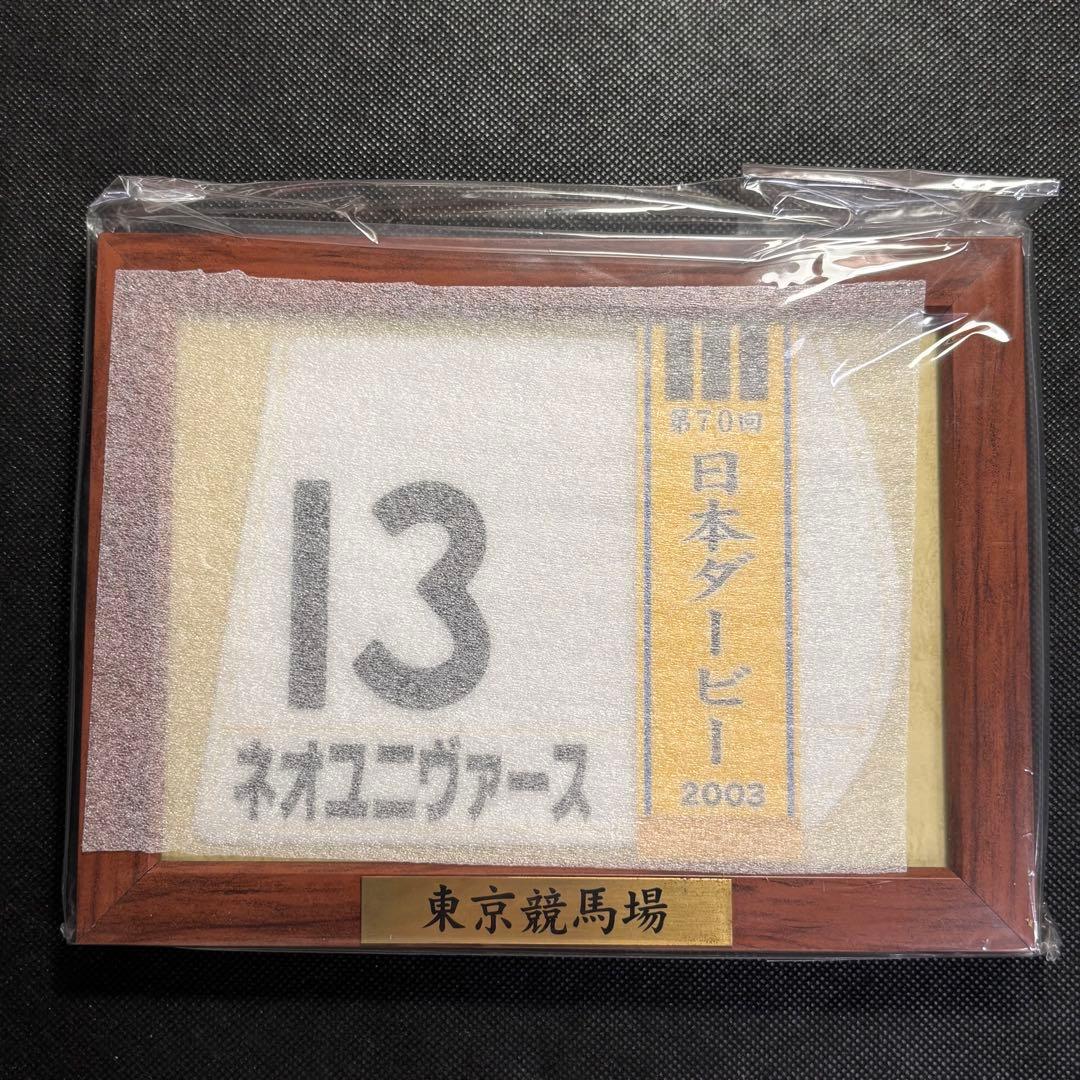 13
ネオユニヴァース
第70回
日本ダービー
2003
東京競馬場